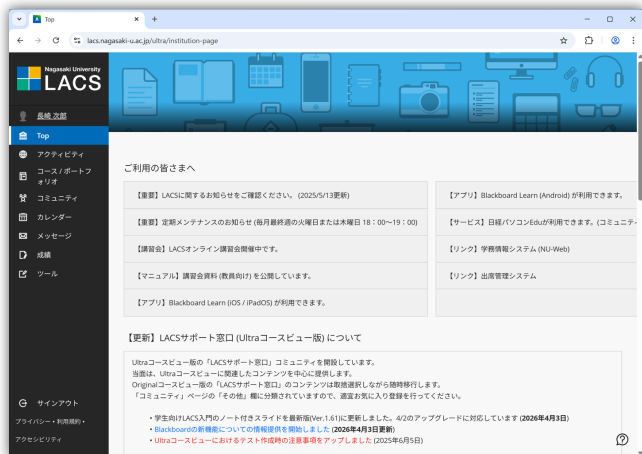 Top
lacs.nagasaki-u.ac.jp/ultra/institution-page
Nagasaki University
LACS
長崎 次郎
Top
アクティビティ
コース / ポートフ
ォリオ
コミュニティ
カレンダー
メッセージ
成績
ツール
サインアウト
プライバシー • 利用規約 •
アクセシビリティ
ご利用の皆さまへ
【重要】LACSに関するお知らせをご確認ください。 (2025/5/13更新)
【アプリ】Blackboard Learn (Android) が利用できます。
【重要】定期メンテナンスのお知らせ (毎月最終週の火曜日または木曜日 18：00～19：00)
【サービス】日経パソコンEduが利用できます。(コミュニテ
【講習会】LACSオンライン講習会開催中です。
【リンク】学務情報システム (NU-Web)
【マニュアル】講習会資料 (教員向け) を公開しています。
【リンク】出席管理システム
【アプリ】Blackboard Learn (iOS / iPadOS) が利用できます。
【更新】LACSサポート窓口 (Ultraコースビュー版) について
Ultraコースビュー版の「LACSサポート窓口」コミュニティを開設しています。
当面は、Ultraコースビューに関連したコンテンツを中心に提供します。
Originalコースビュー版の「LACSサポート窓口」のコンテンツは取捨選択しながら随時移行します。
「コミュニティ」ページの「その他」欄に分類されていますので、適宜お気に入り登録を行ってください。
• 学生向けLACS入門のノート付きスライドを最新版(Ver.1.61)に更新しました。4/2のアップグレードに対応しています (2026年4月3日)
• Blackboardの新機能についての情報提供を開始しました (2026年4月3日更新)
• Ultraコースビューにおけるテスト作成時の注意事項をアップしました (2025年6月5日)